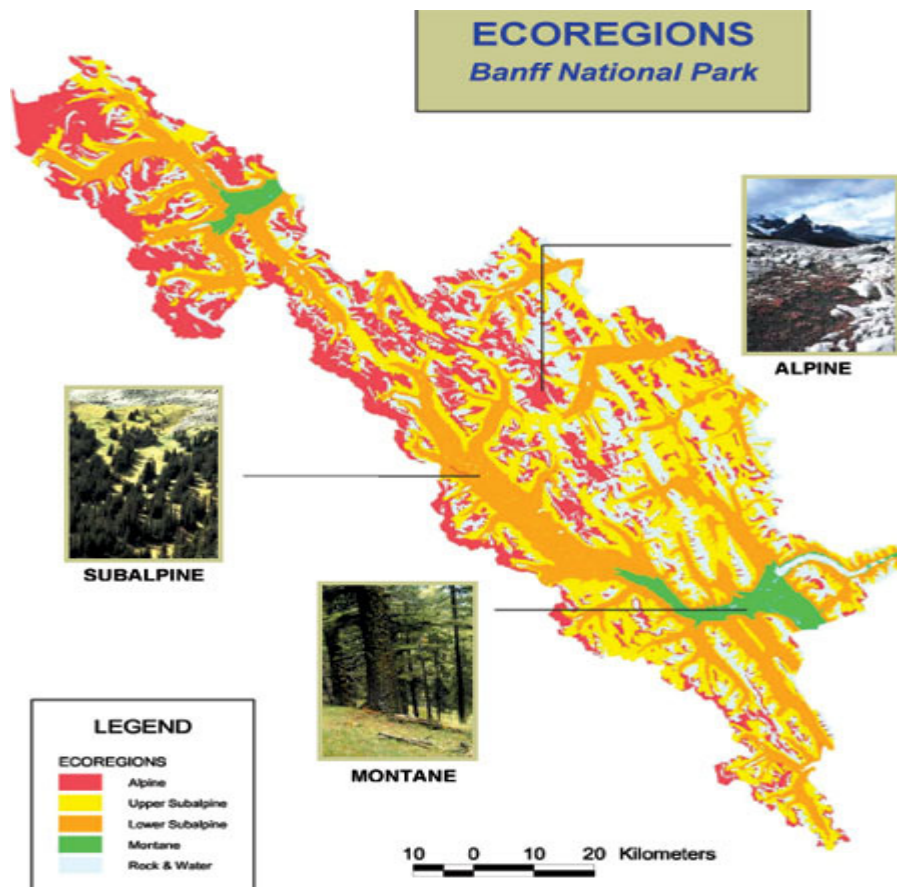 ECOREGIONS
Banff National Park
ALPINE
SUBALPINE
MONTANE
LEGEND
ECOREGIONS
Alpine
Upper Subalpine
Lower Subalpine
Montane
Rock & Water
10 0 10 20 Kilometers